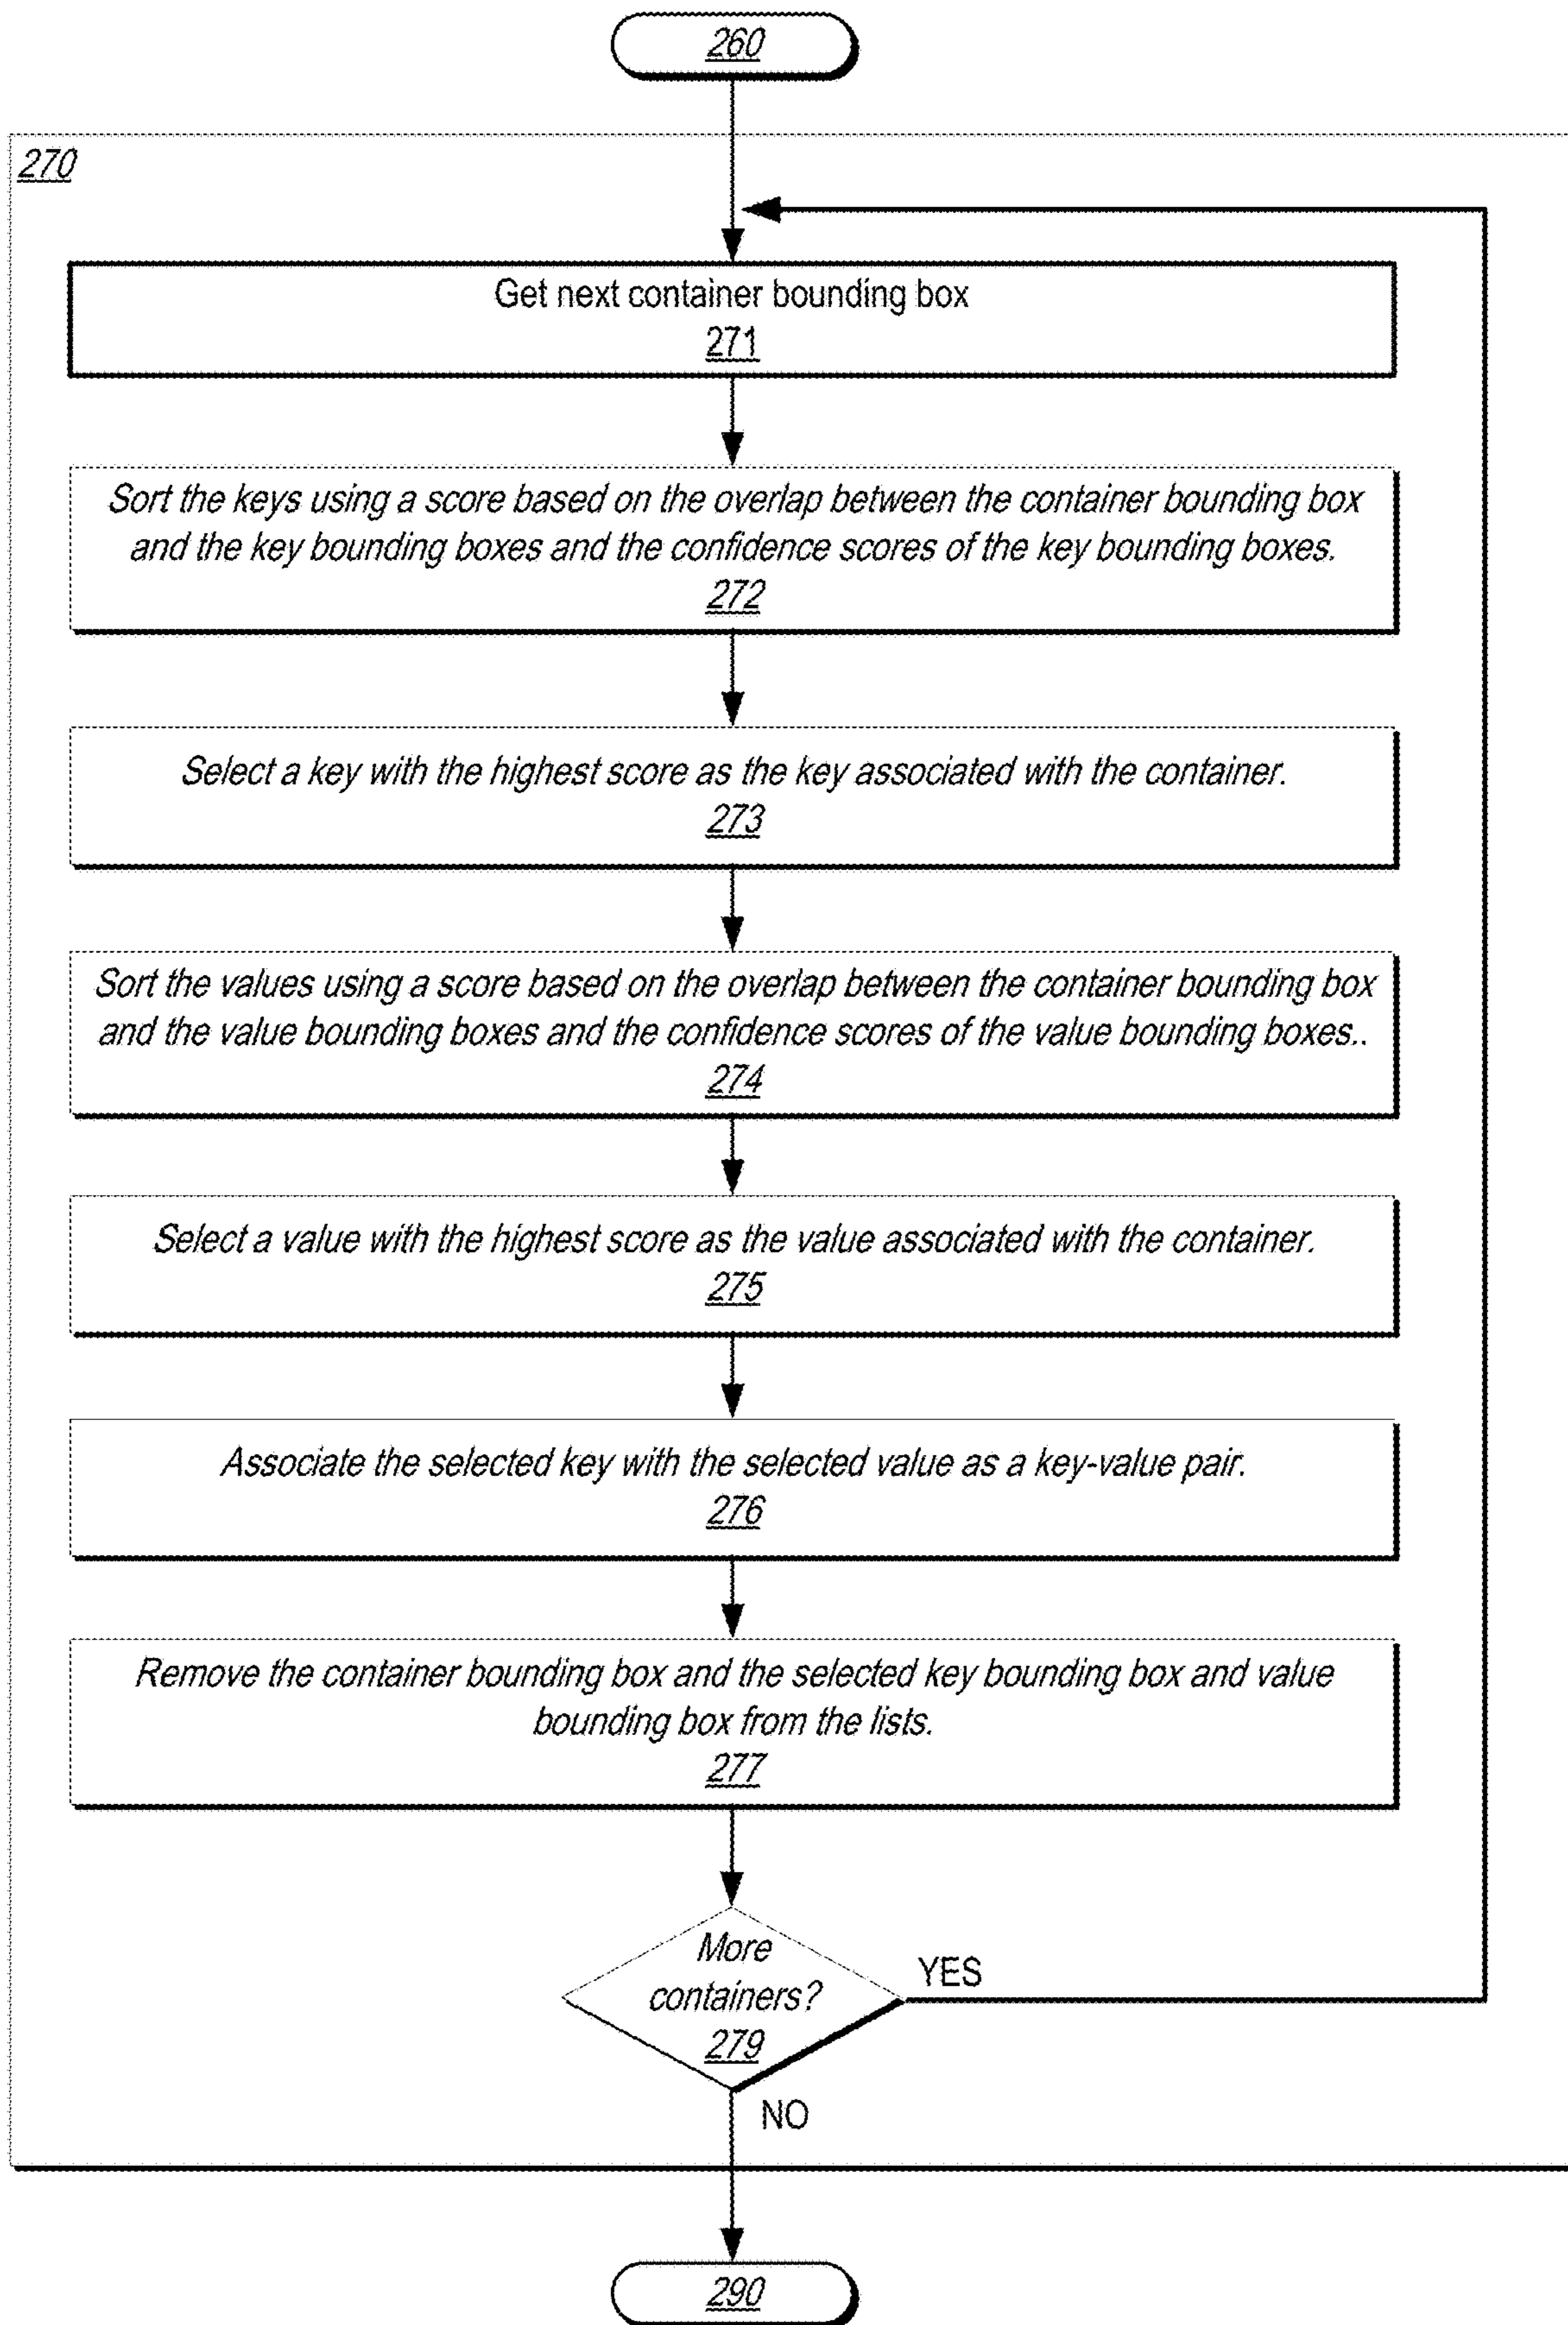 260
270
Get next container bounding box
271
Sort the keys using a score based on the overlap between the container bounding box
and the key bounding boxes and the confidence scores of the key bounding boxes.
272
Select a key with the highest score as the key associated with the container.
273
Sort the values using a score based on the overlap between the container bounding box
and the value bounding boxes and the confidence scores of the value bounding boxes..
274
Select a value with the highest score as the value associated with the container.
275
Associate the selected key with the selected value as a key-value pair.
276
Remove the container bounding box and the selected key bounding box and value
bounding box from the lists.
277
More
containers?
279
YES
NO
290